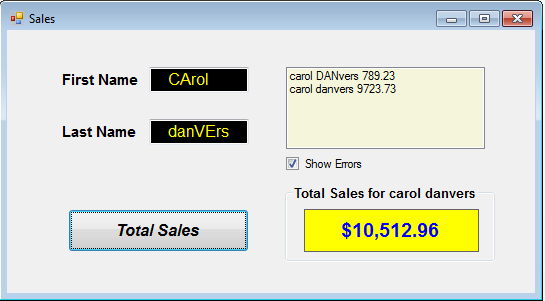 Sales
First Name
CArol
Last Name
danVErs
carol DANvers 789.23
carol danvers 9723.73
Show Errors
Total Sales
Total Sales for carol danvers
$10,512.96